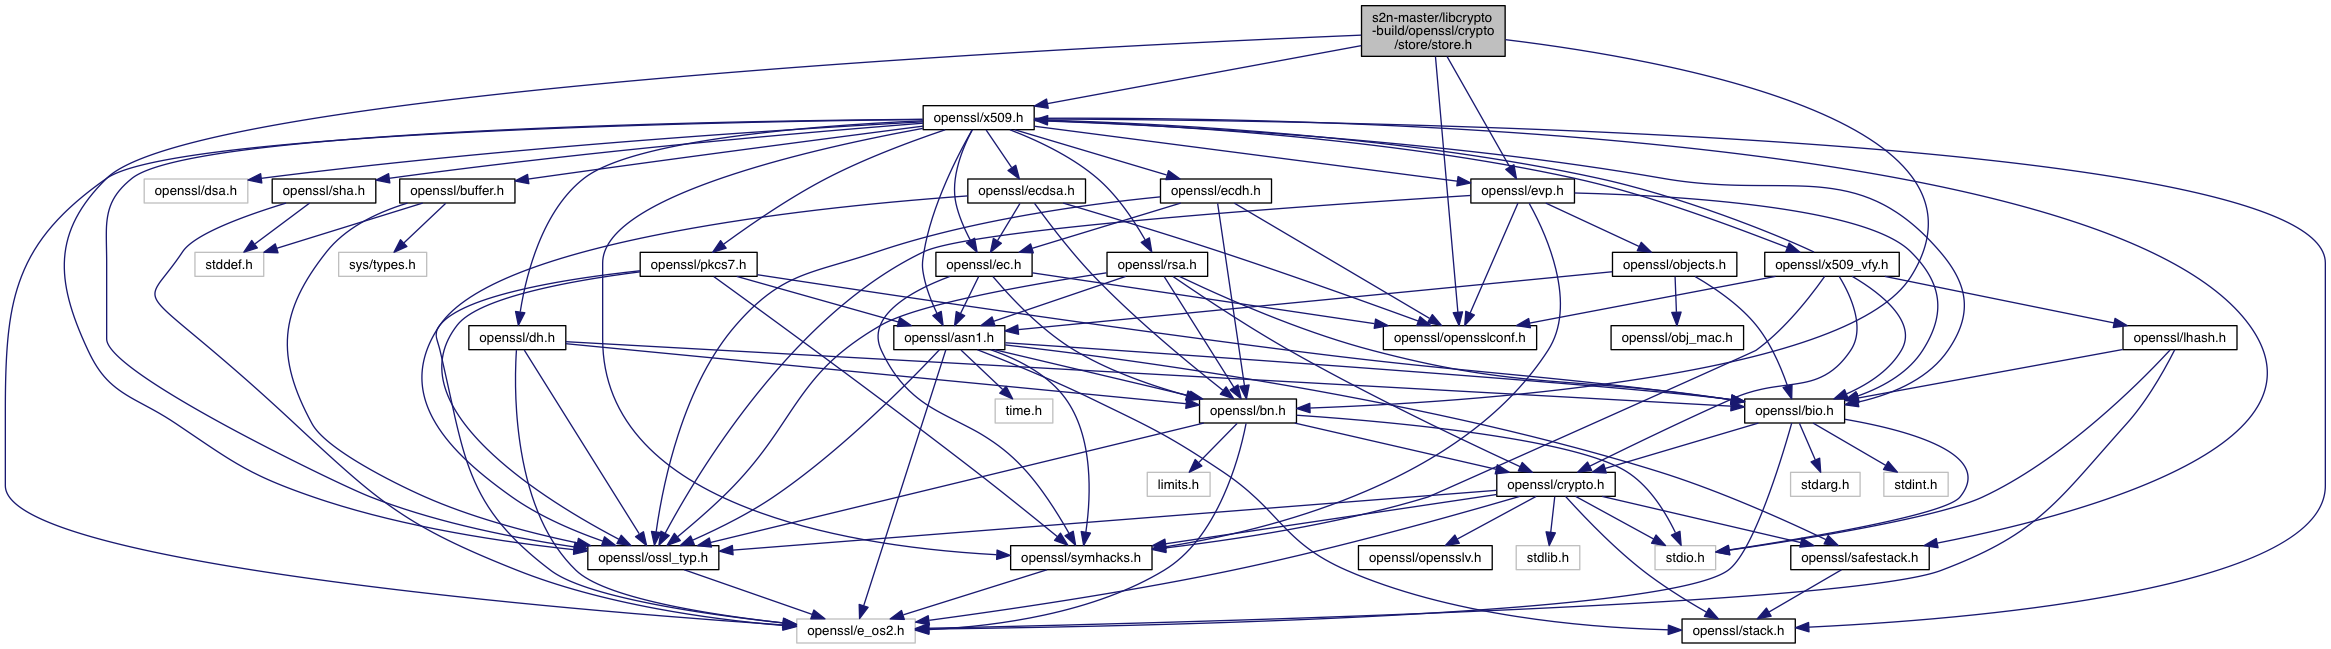 s2n-master/libcrypto
-build/openssl/crypto
/store/store.h
openssl/x509.h
openssl/dsa.h
openssl/sha.h
openssl/buffer.h
openssl/ecdsa.h
openssl/ecdh.h
openssl/evp.h
stddef.h
sys/types.h
openssl/pkcs7.h
openssl/ec.h
openssl/rsa.h
openssl/objects.h
openssl/x509_vfy.h
openssl/dh.h
openssl/asn1.h
openssl/opensslconf.h
openssl/obj_mac.h
openssl/lhash.h
time.h
openssl/bn.h
openssl/bio.h
limits.h
openssl/crypto.h
stdarg.h
stdint.h
openssl/ossl_typ.h
openssl/symhacks.h
openssl/opensslv.h
stdlib.h
stdio.h
openssl/safestack.h
openssl/e_os2.h
openssl/stack.h